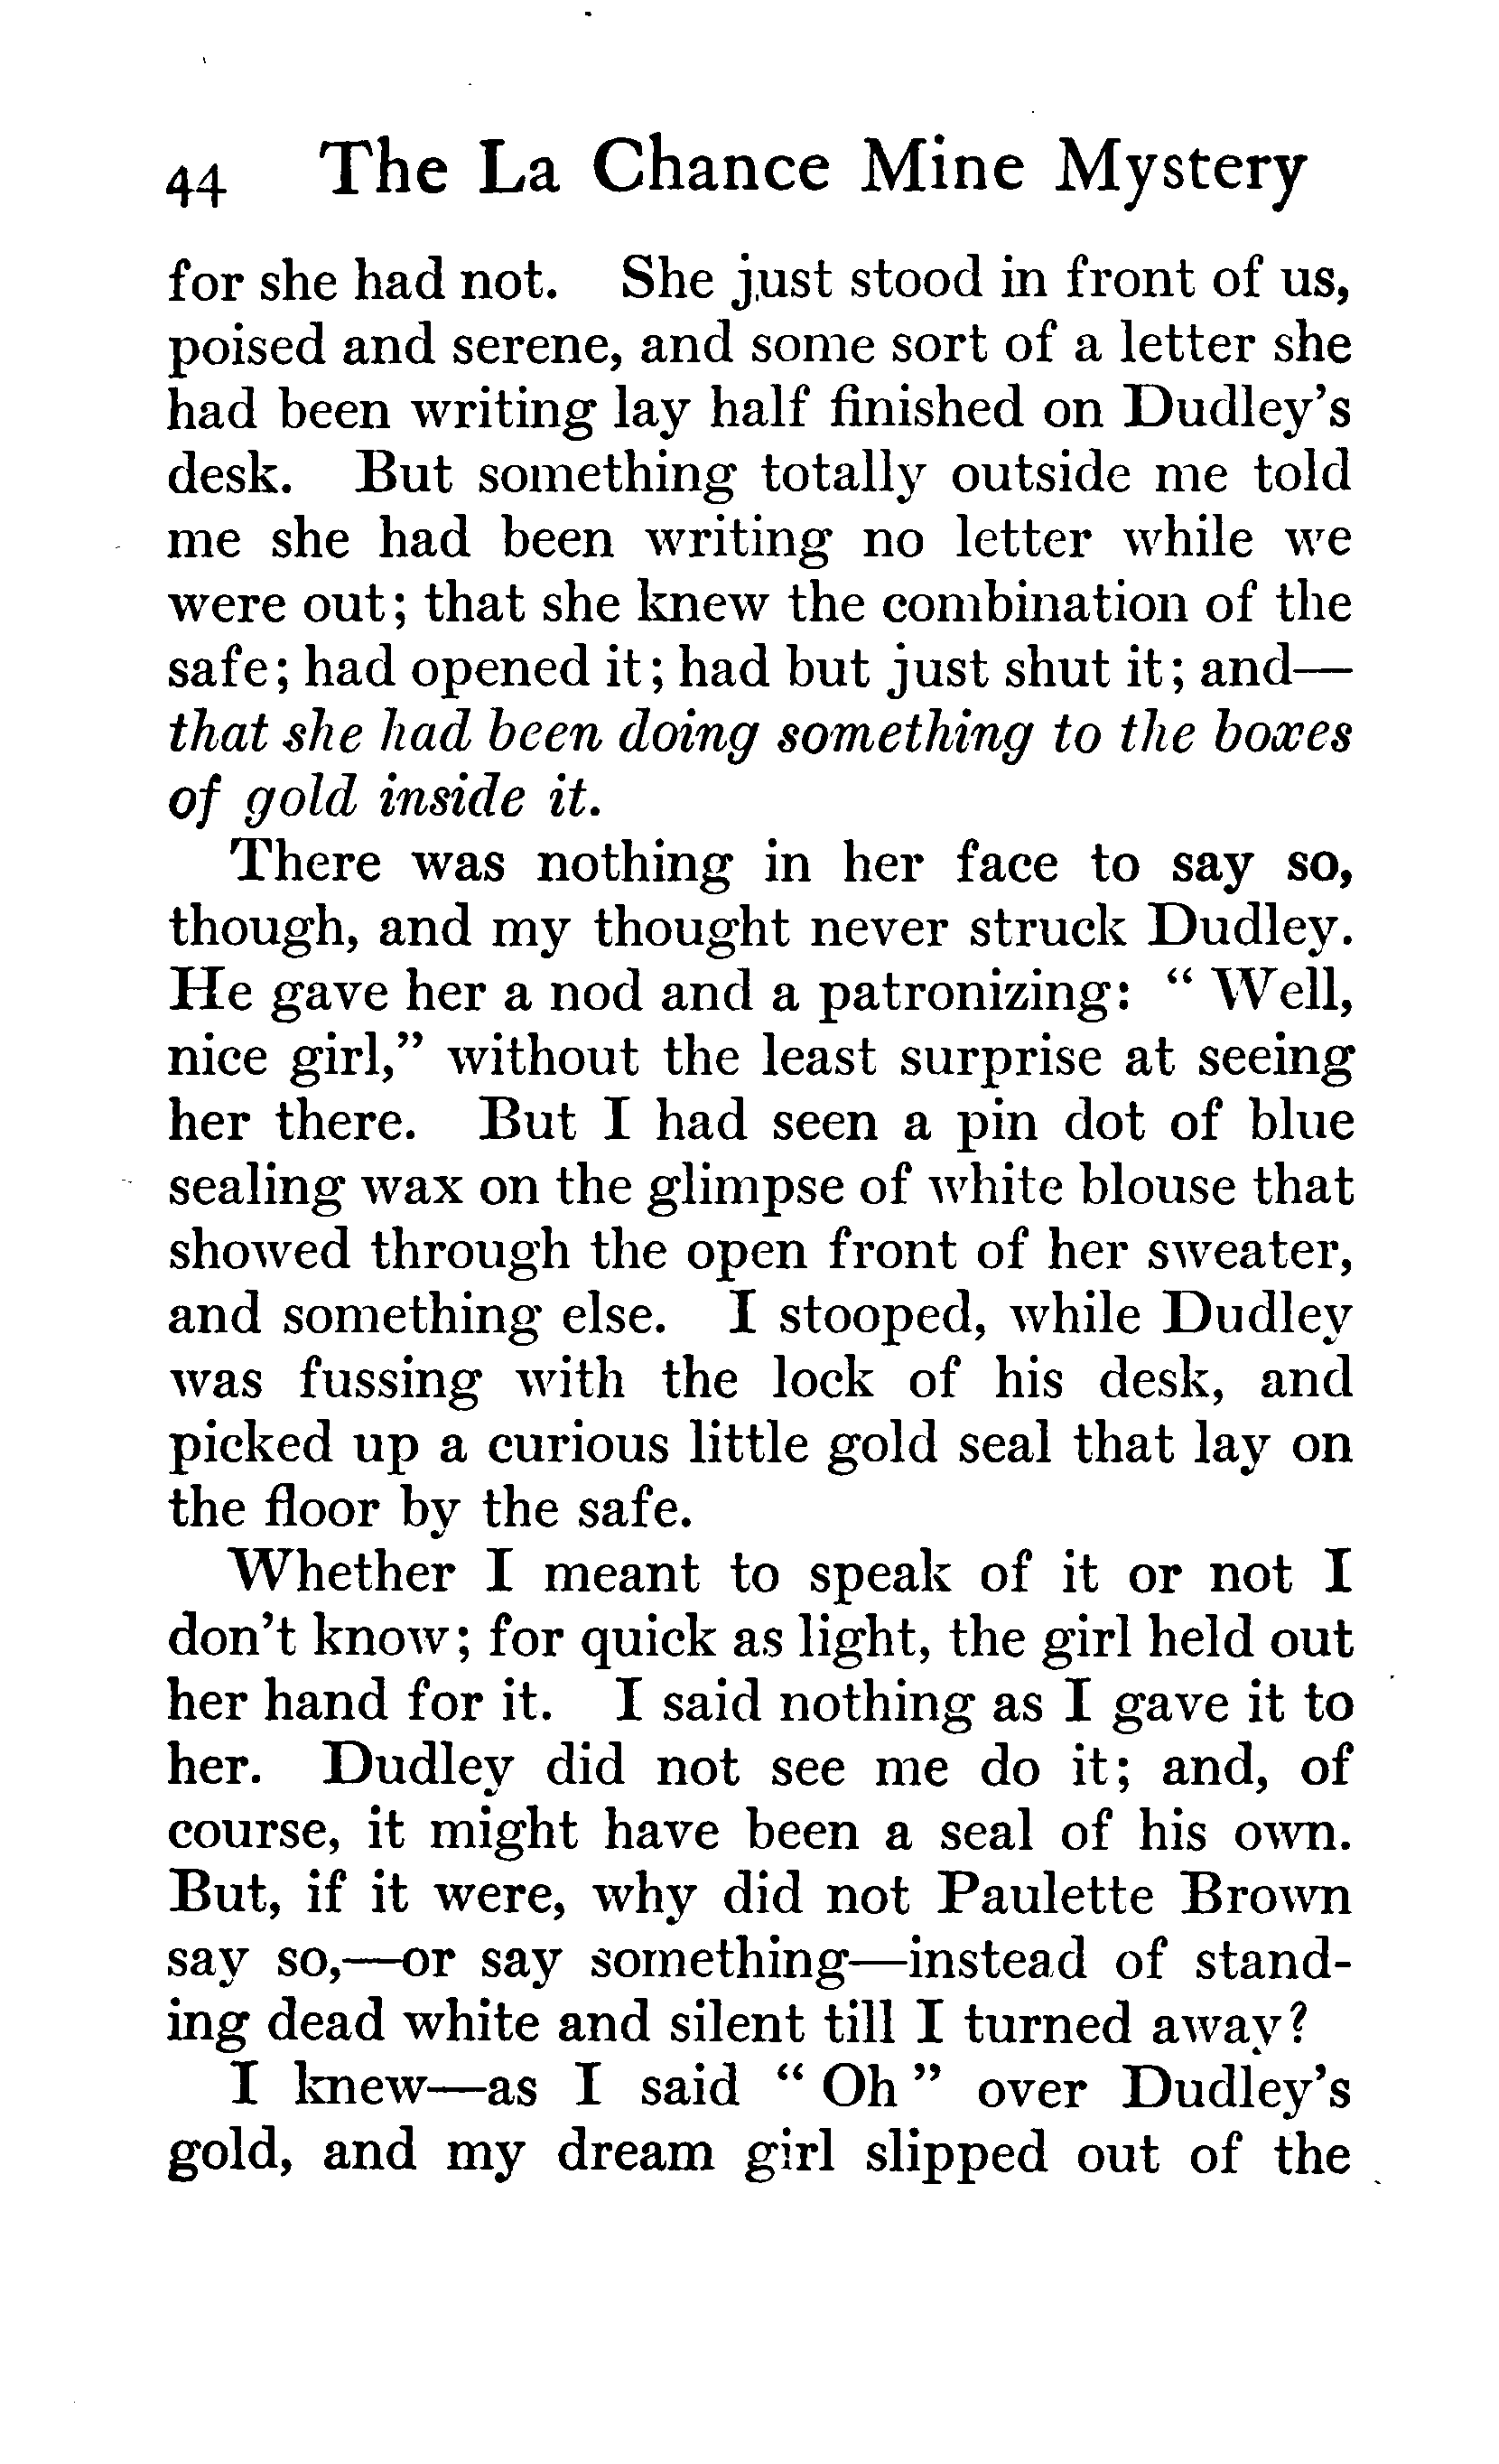 44 The La Chance Mine Mystery
for she had not. She just stood in front of us,
poised and serene, and some sort of a letter she
had been writing lay half finished on Dudley's
desk. But something totally outside me told
me she had been writing no letter while we
were out; that she knew the combination of the
safe; had opened it; had but just shut it; and—
that she had been doing something to the boxes
of gold inside it.
There was nothing in her face to say so,
though, and my thought never struck Dudley.
He gave her a nod and a patronizing: " Well,
nice girl," without the least surprise at seeing
her there. But I had seen a pin dot of blue
sealing wax on the glimpse of white blouse that
showed through the open front of her sweater,
and something else. I stooped, while Dudley
was fussing with the lock of his desk, and
picked up a curious little gold seal that lay on
the floor by the safe.
Whether I meant to speak of it or not I
don't know; for quick as light, the girl held out
her hand for it. I said nothing as I gave it to
her. Dudley did not see me do it; and, of
course, it might have been a seal of his own.
But, if it were, why did not Paulette Brown
say so,—or say something—instead of stand-
ing dead white and silent till I turned away?
I knew—as I said " Oh " over Dudley's
gold, and my dream girl slipped out of the